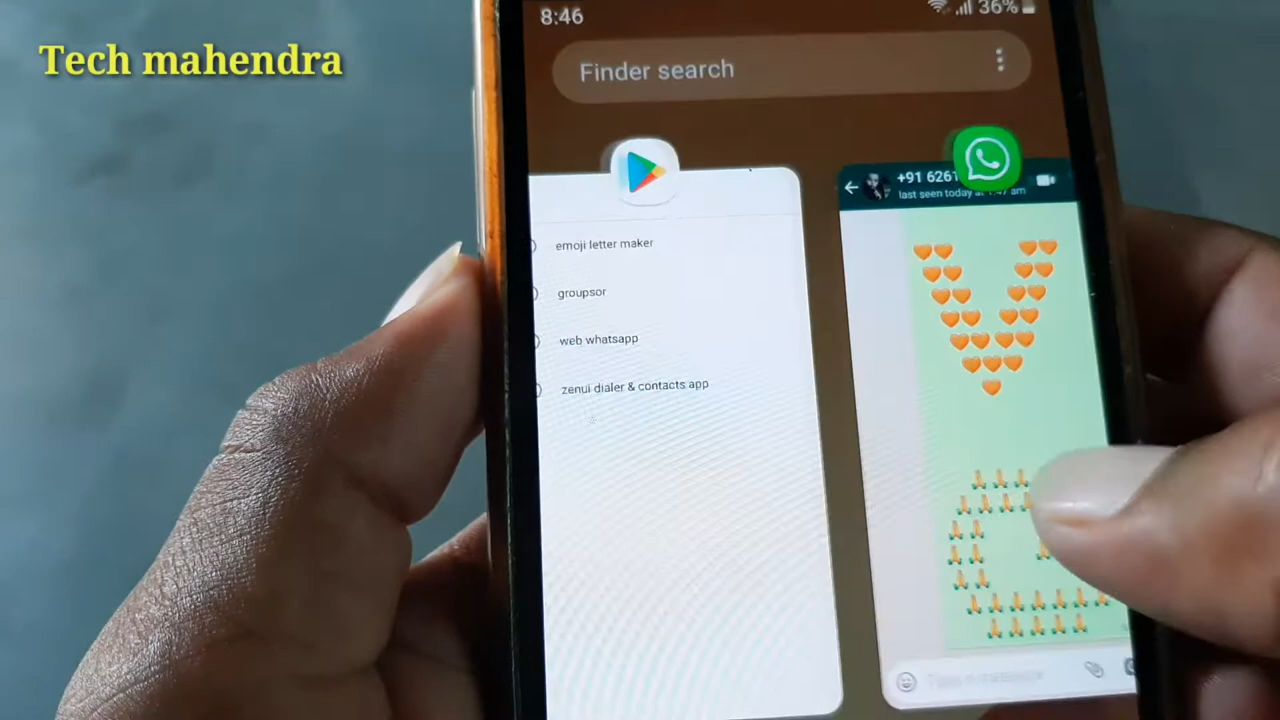 8:46
36%
Tech mahendra
Finder search
+91 6261
last seen today at
am
emoji letter maker
groupsor
web whatsapp
zenui dialer & contacts app